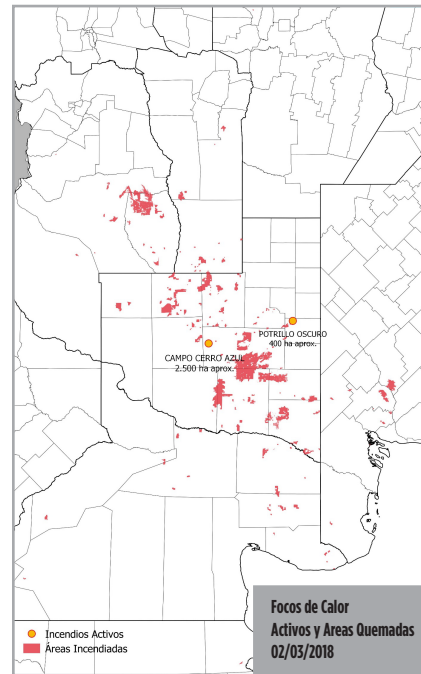 POTRILLO OSCURO
400 ha aprox.
CAMPO CERRO AZUL
2.500 ha aprox.
Incendios Activos
Áreas Incendiadas
Focos de Calor
Activos y Areas Quemadas
02/03/2018